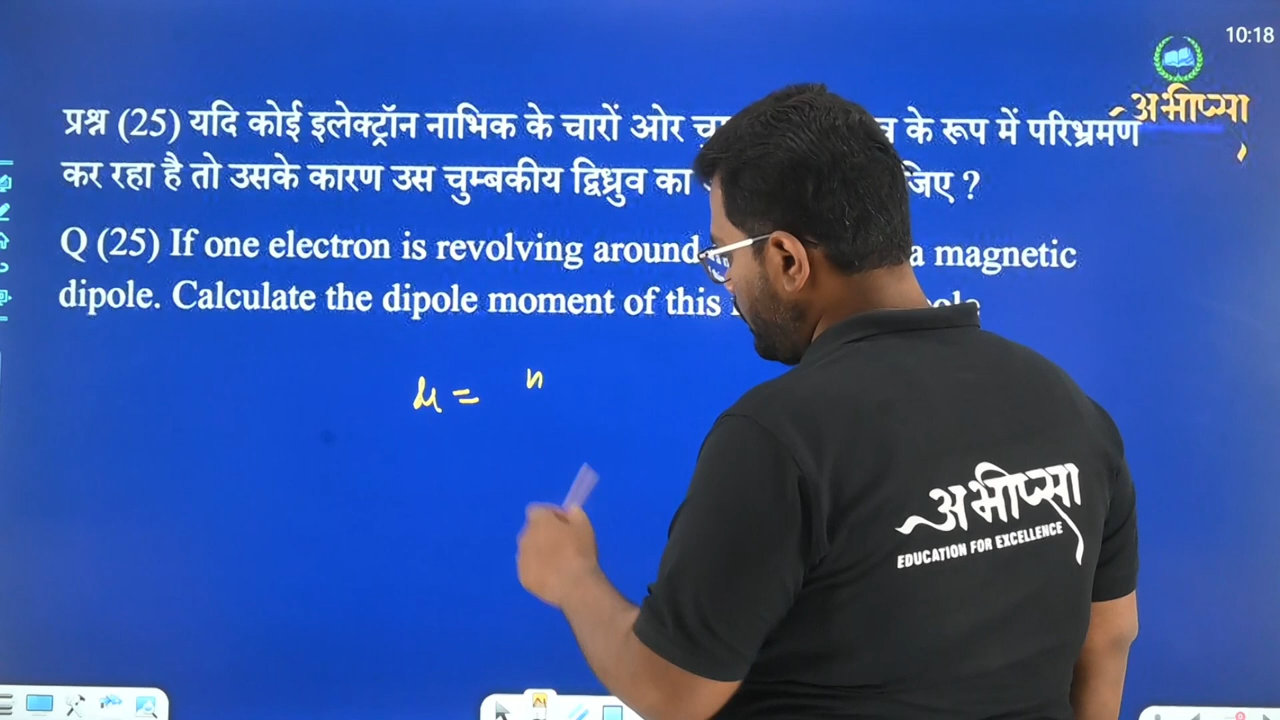 10:18
अभीप्सा
प्रश्न (25) यदि कोई इलेक्ट्रॉन नाभिक के चारों ओर के रूप में परिभ्रमण
कर रहा है तो उसके कारण उस चुम्बकीय द्विध्रुव का ?
Q (25) If one electron is revolving around a magnetic
dipole. Calculate the dipole moment of this
μ = n
अभीप्सा
EDUCATION FOR EXCELLENCE